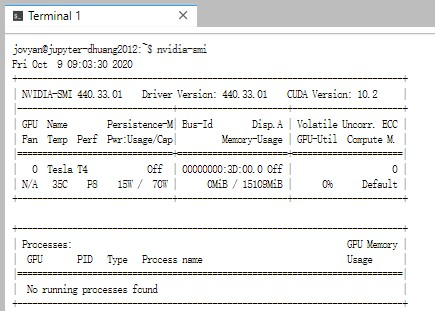 Terminal 1
jovyan@jupyter-dhuang2012:~$ nvidia-smi
Fri Oct  9 09:03:30 2020
+-----------------------------------------------------------------------------+
| NVIDIA-SMI 440.33.01    Driver Version: 440.33.01    CUDA Version: 10.2     |
|-------------------------------+----------------------+----------------------+
| GPU  Name        Persistence-M| Bus-Id        Disp.A | Volatile Uncorr. ECC |
| Fan  Temp  Perf  Pwr:Usage/Cap|         Memory-Usage | GPU-Util  Compute M. |
|===============================+======================+======================|
|   0  Tesla T4            Off  | 00000000:3D:00.0 Off |                    0 |
| N/A   35C    P8    15W /  70W |      0MiB / 15109MiB |      0%      Default |
+-------------------------------+----------------------+----------------------+
+-----------------------------------------------------------------------------+
| Processes:                                                       GPU Memory |
|  GPU       PID   Type   Process name                             Usage      |
|=============================================================================|
|  No running processes found                                                 |
+-----------------------------------------------------------------------------+